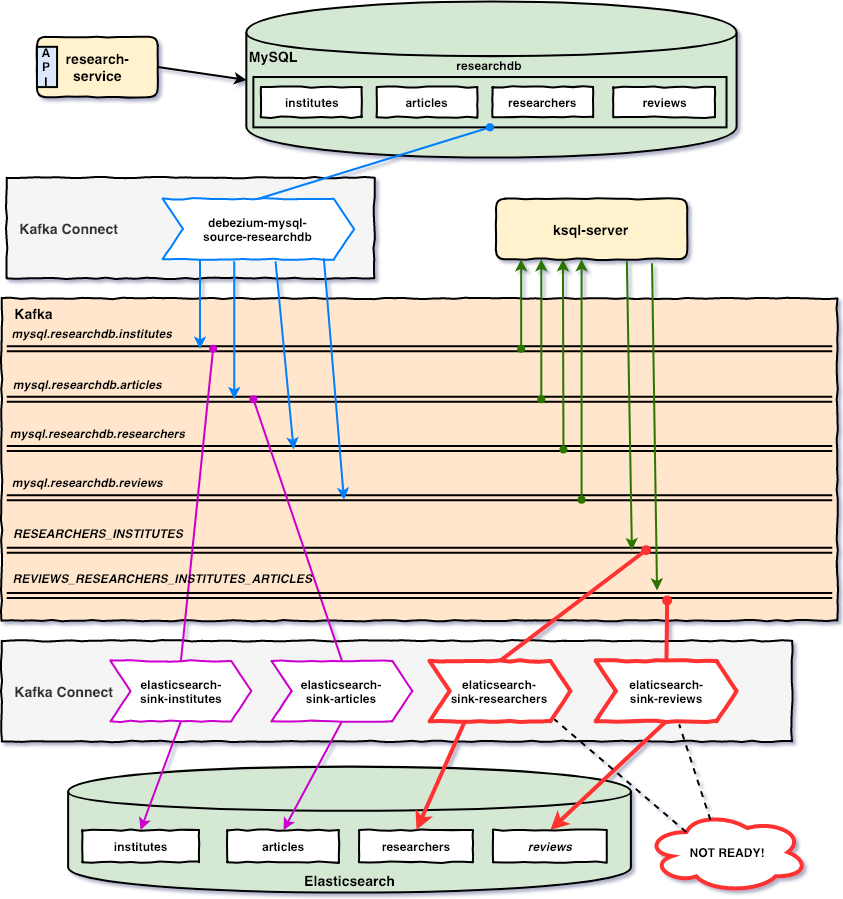 A
P
I
research-
service
MySQL
researchdb
institutes
articles
researchers
reviews
Kafka Connect
debezium-mysql-
source-researchdb
ksql-server
Kafka
mysql.researchdb.institutes
mysql.researchdb.articles
mysql.researchdb.researchers
mysql.researchdb.reviews
RESEARCHERS_INSTITUTES
REVIEWS_RESEARCHERS_INSTITUTES_ARTICLES
Kafka Connect
elasticsearch-
sink-institutes
elasticsearch-
sink-articles
elaticsearch-
sink-researchers
elaticsearch-
sink-reviews
institutes
articles
researchers
reviews
NOT READY!
Elasticsearch